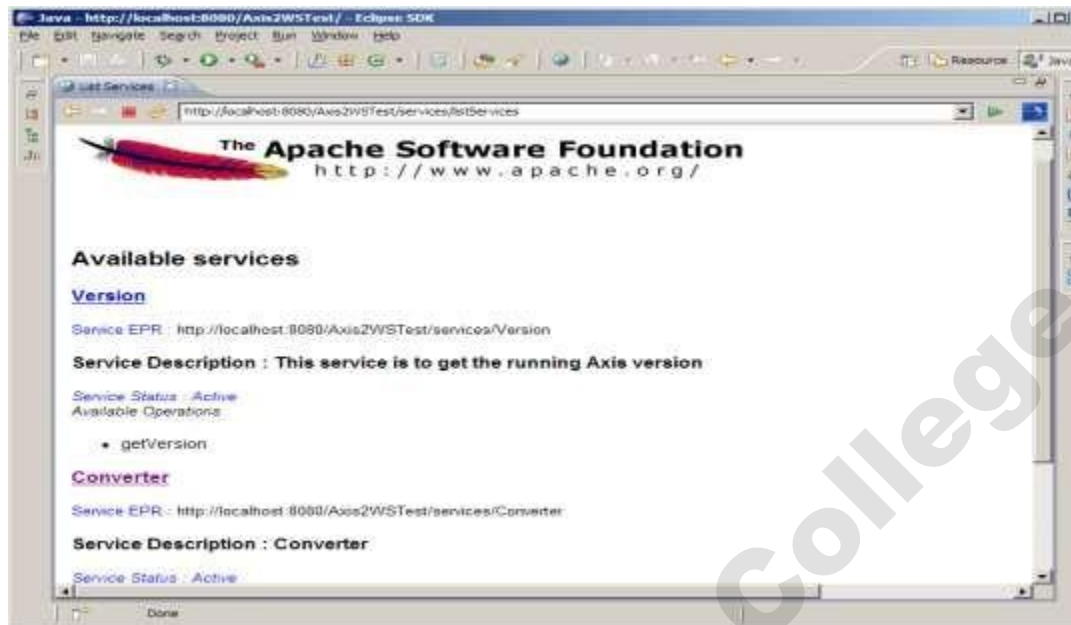 Java - http://localhost:8080/Axis2WSTest/ - Eclipse SDK
File Edit Navigate Search Project Run Window Help
Resource Java
List Services
http://localhost:8080/Axis2WSTest/services/listServices
The Apache Software Foundation
http://www.apache.org/
Available services
Version
Service EPR : http://localhost:8080/Axis2WSTest/services/Version
Service Description : This service is to get the running Axis version
Service Status : Active
Available Operations
• getVersion
Converter
Service EPR : http://localhost:8080/Axis2WSTest/services/Converter
Service Description : Converter
Service Status : Active
Done
College